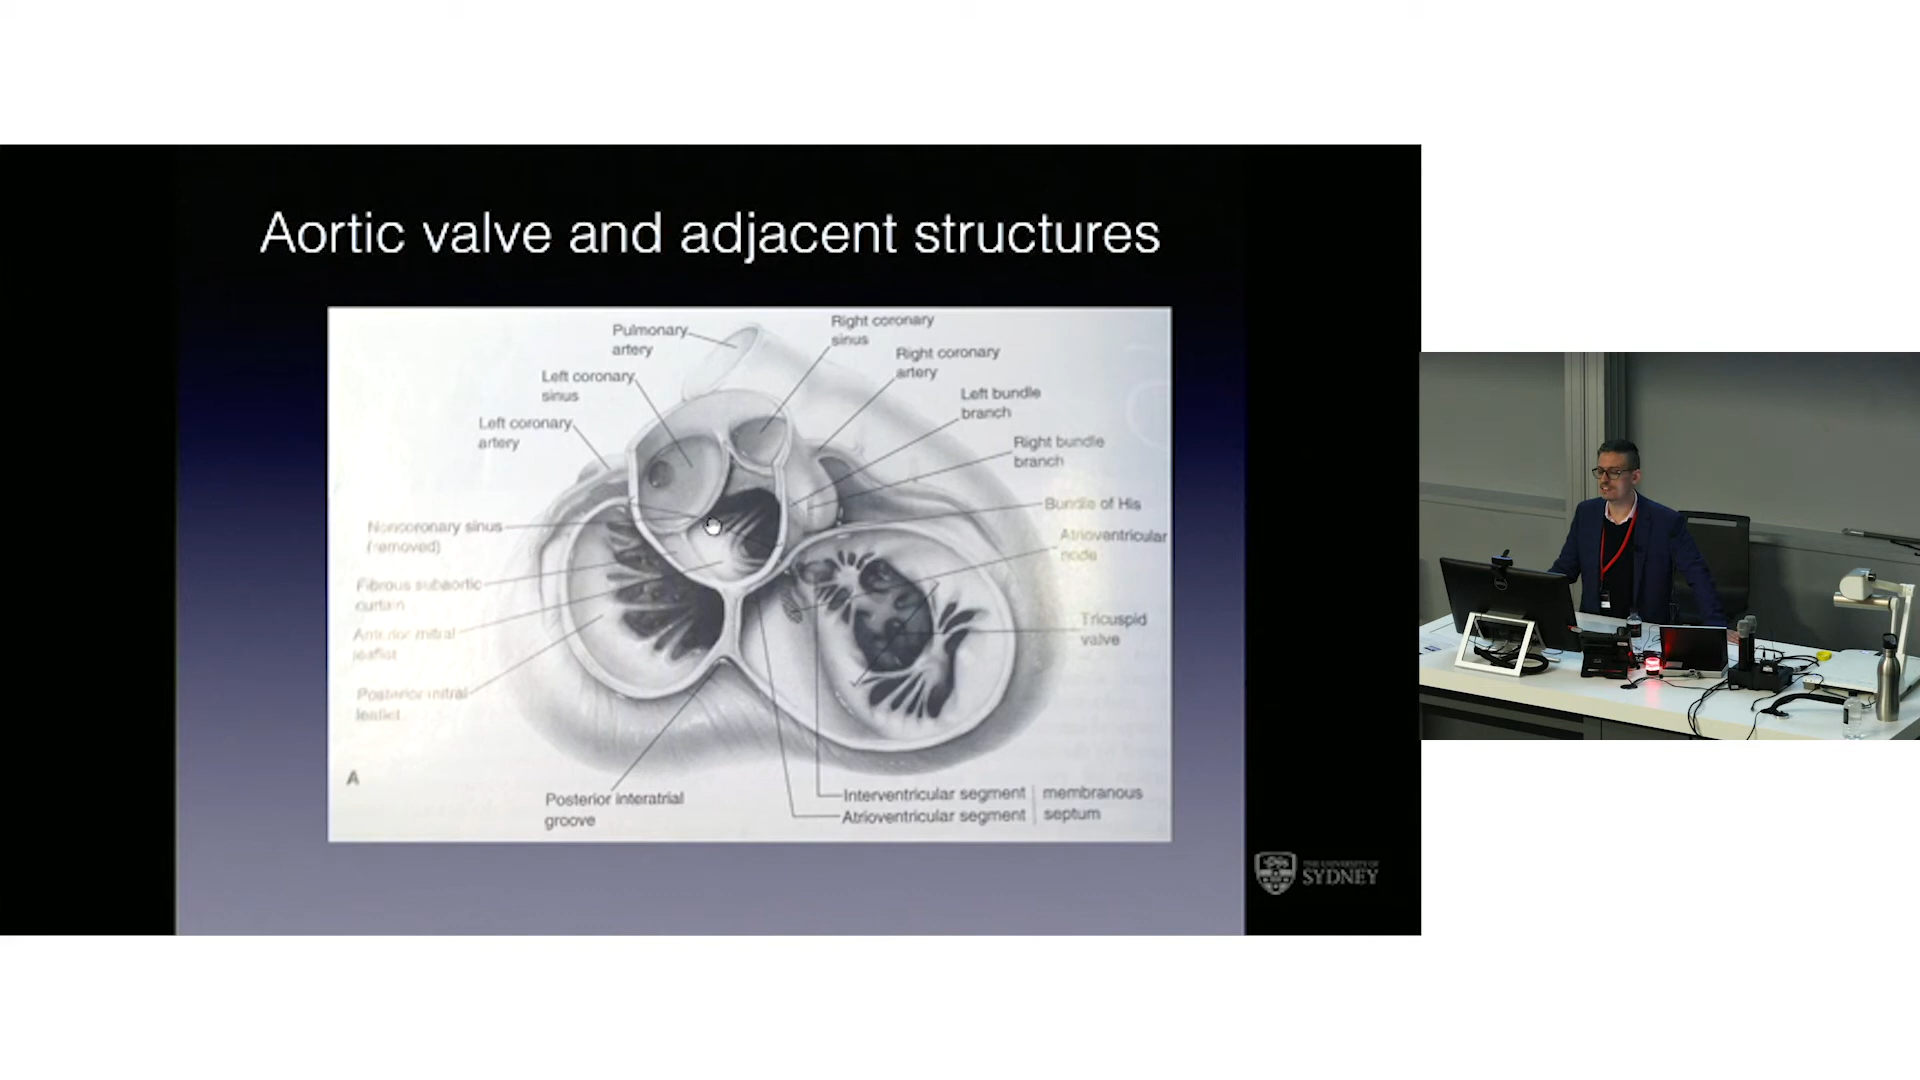 Aortic valve and adjacent structures
Pulmonary
artery
Right coronary
sinus
Left coronary
sinus
Right coronary
artery
Left coronary
artery
Left bundle
branch
Right bundle
branch
Noncoronary sinus
(removed)
Bundle of His
Atrioventricular
node
Fibrous subaortic
curtain
Anterior mitral
leaflet
Tricuspid
valve
Posterior mitral
leaflet
A
Posterior interatrial
groove
Interventricular segment
Atrioventricular segment
membranous
septum
THE UNIVERSITY OF
SYDNEY